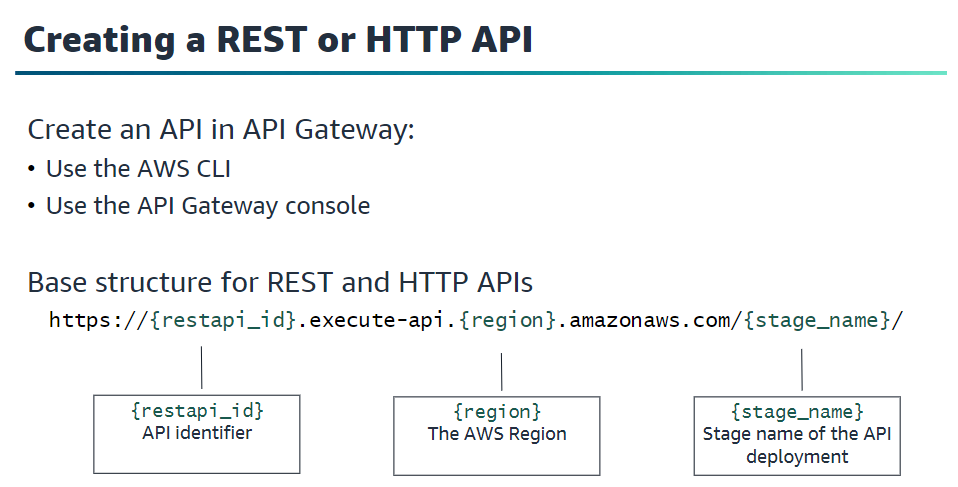 Creating a REST or HTTP API
Create an API in API Gateway:
• Use the AWS CLI
• Use the API Gateway console
Base structure for REST and HTTP APIs
https://{restapi_id}.execute-api.{region}.amazonaws.com/{stage_name}/
{restapi_id}
API identifier
{region}
The AWS Region
{stage_name}
Stage name of the API
deployment